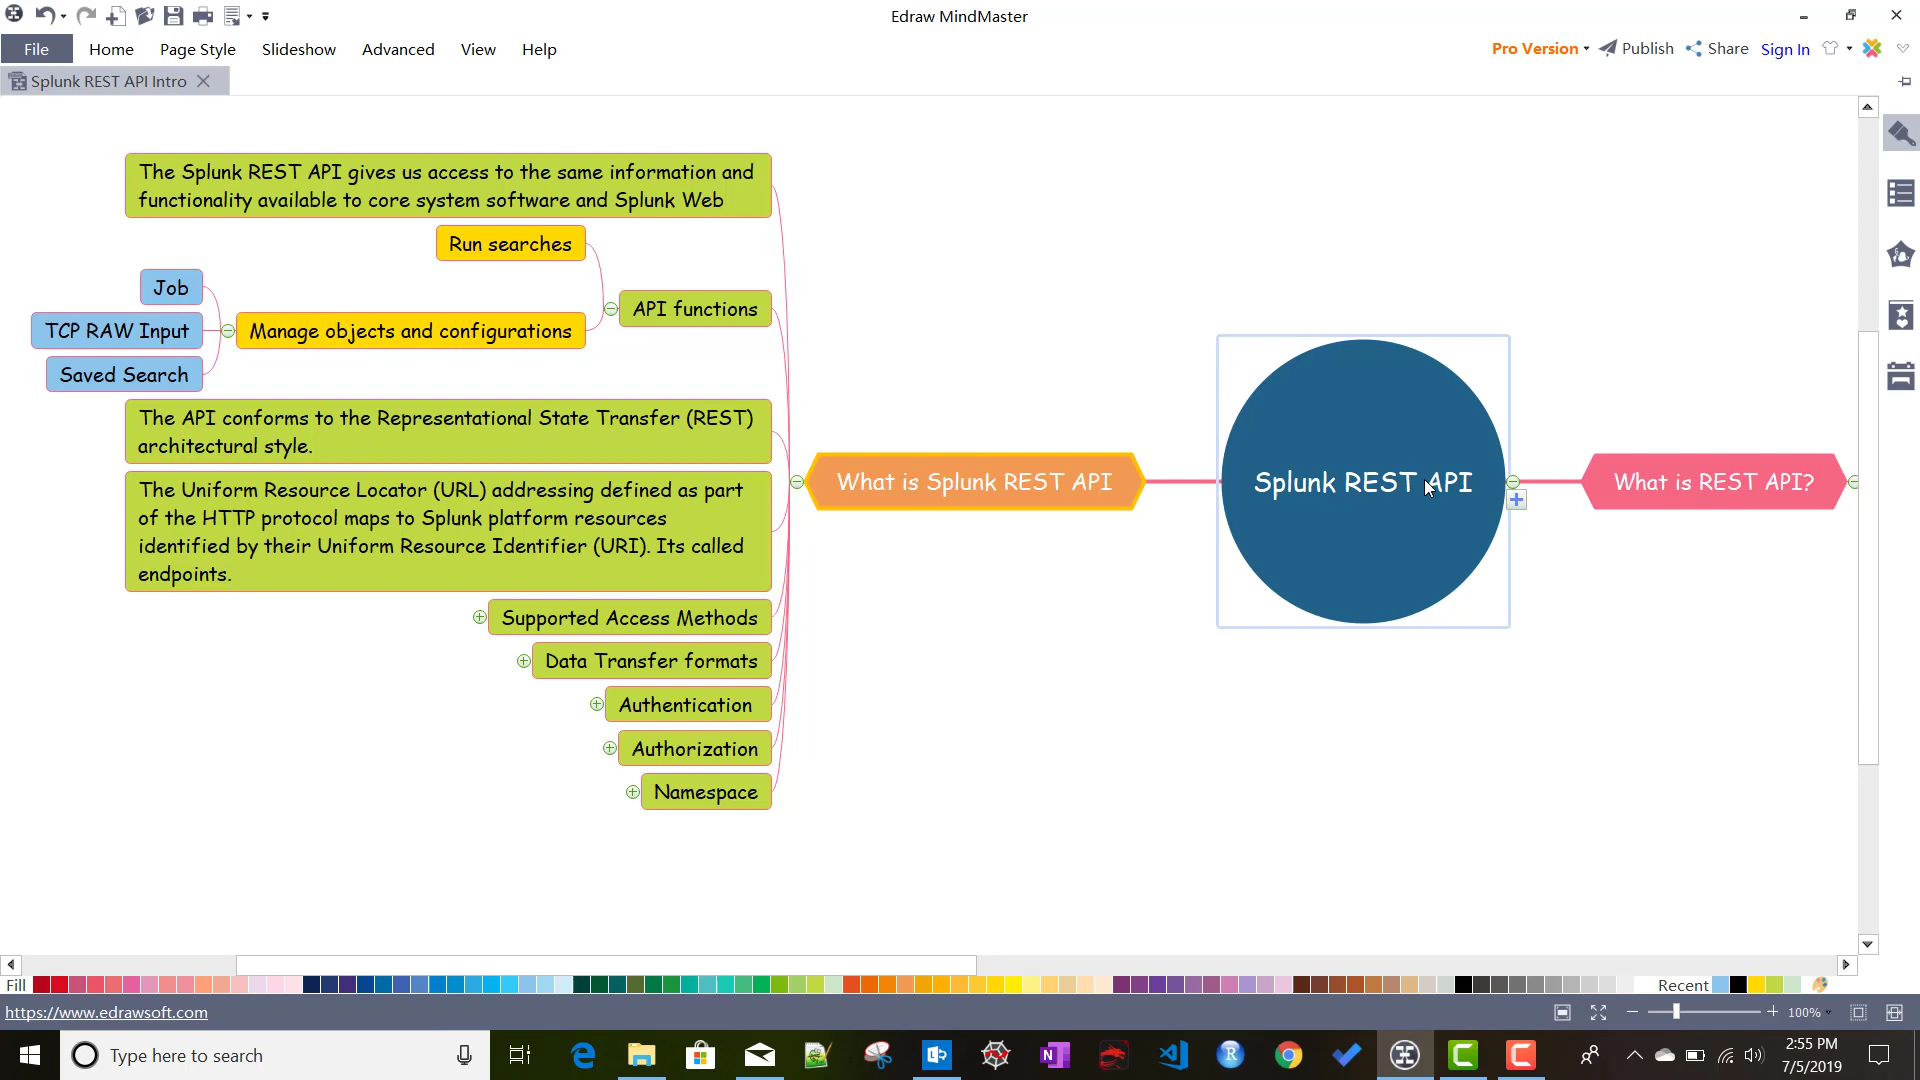 Edraw MindMaster
File
Home
Page Style
Slideshow
Advanced
View
Help
Pro Version
Publish
Share
Sign In
Splunk REST API Intro
The Splunk REST API gives us access to the same information and
functionality available to core system software and Splunk Web
Run searches
Job
API functions
TCP RAW Input
Manage objects and configurations
Saved Search
The API conforms to the Representational State Transfer (REST)
architectural style.
The Uniform Resource Locator (URL) addressing defined as part
of the HTTP protocol maps to Splunk platform resources
identified by their Uniform Resource Identifier (URI). Its called
endpoints.
What is Splunk REST API
Splunk REST API
What is REST API?
Supported Access Methods
Data Transfer formats
Authentication
Authorization
Namespace
Fill
Recent
https://www.edrawsoft.com
100%
Type here to search
2:55 PM
7/5/2019